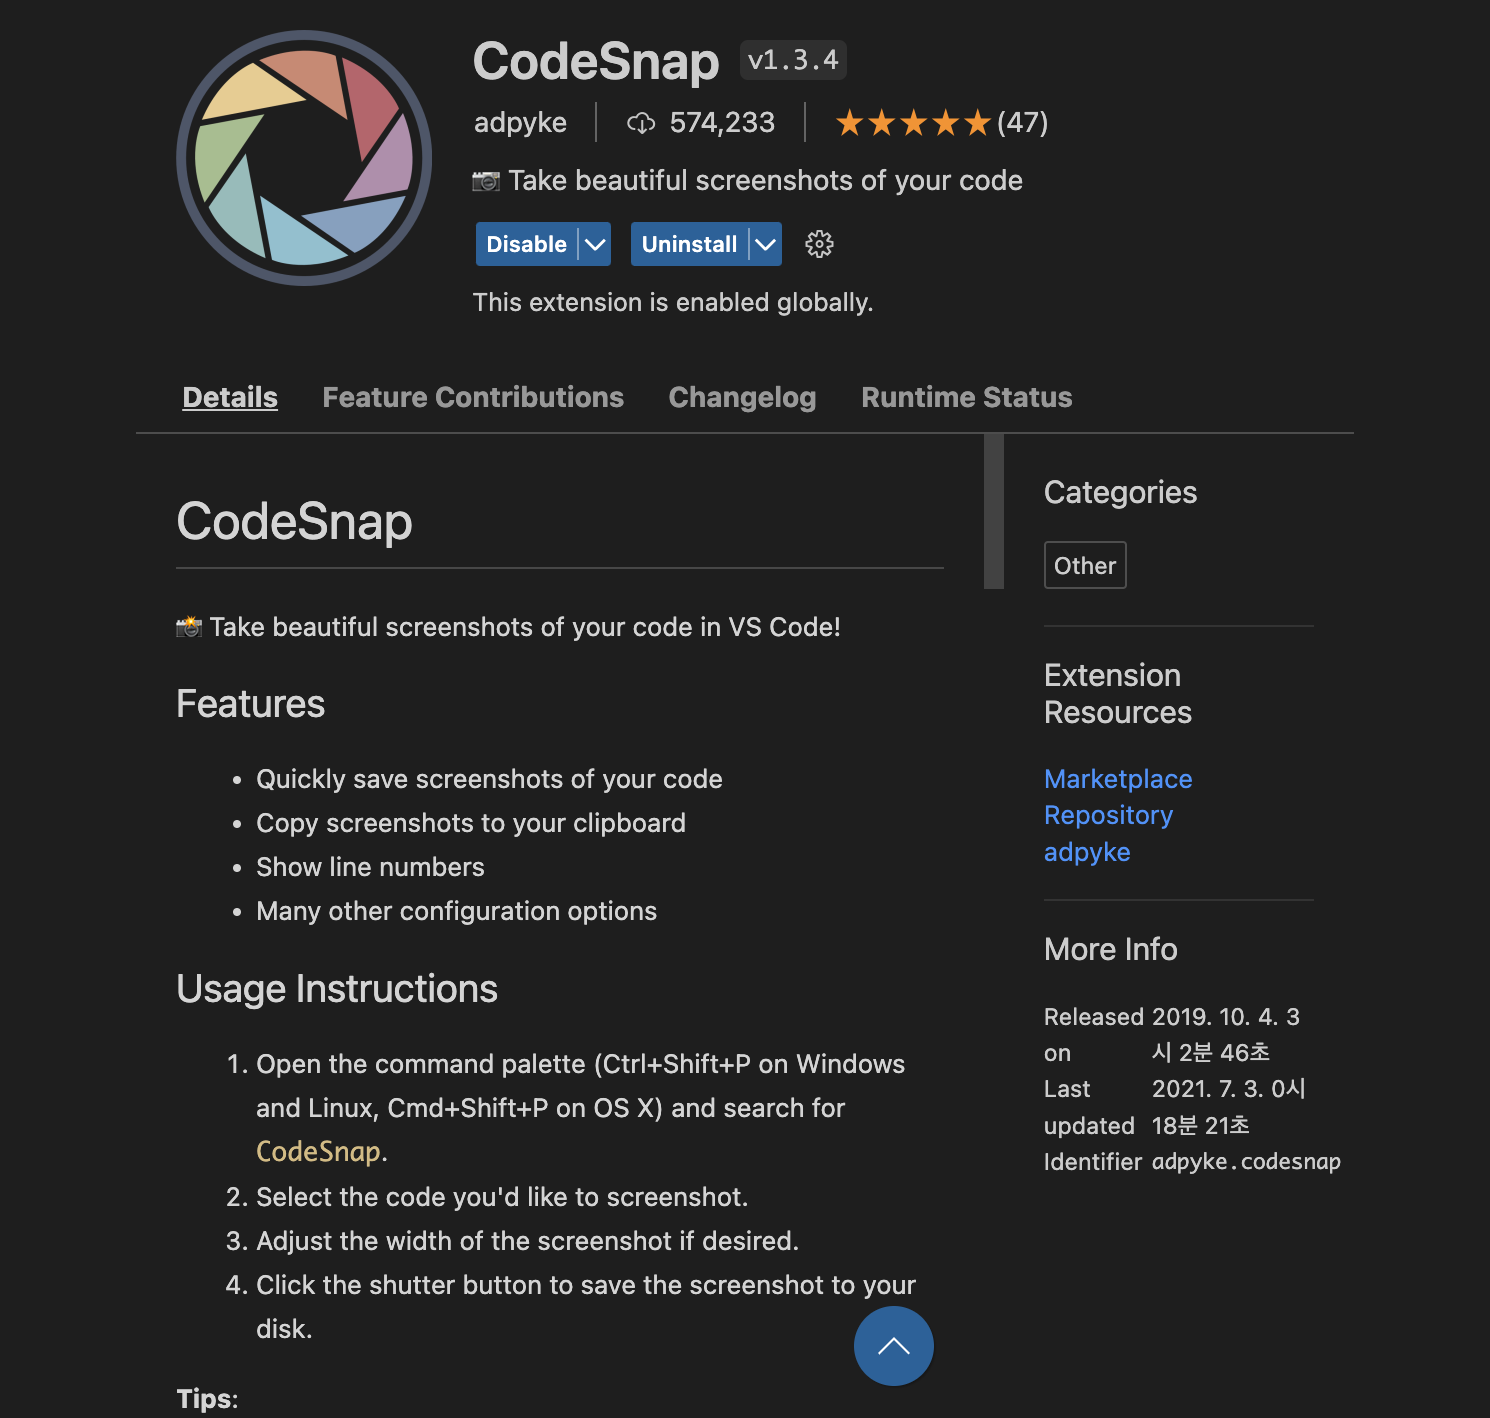 CodeSnap v1.3.4
adpyke 574,233 (47)
Take beautiful screenshots of your code
Disable Uninstall
This extension is enabled globally.
Details Feature Contributions Changelog Runtime Status
CodeSnap
Take beautiful screenshots of your code in VS Code!
Features
• Quickly save screenshots of your code
• Copy screenshots to your clipboard
• Show line numbers
• Many other configuration options
Usage Instructions
1. Open the command palette (Ctrl+Shift+P on Windows
and Linux, Cmd+Shift+P on OS X) and search for
CodeSnap.
2. Select the code you'd like to screenshot.
3. Adjust the width of the screenshot if desired.
4. Click the shutter button to save the screenshot to your
disk.
Tips:
Categories
Other
Extension
Resources
Marketplace
Repository
adpyke
More Info
Released 2019. 10. 4. 3
on 시 2분 46초
Last 2021. 7. 3. 0시
updated 18분 21초
Identifier adpyke.codesnap